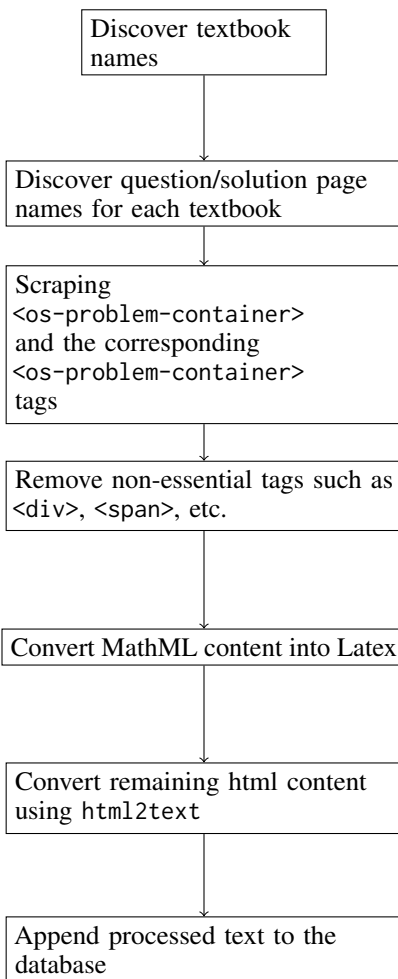 Discover textbook
names
Discover question/solution page
names for each textbook
Scraping
<os-problem-container>
and the corresponding
<os-problem-container>
tags
Remove non-essential tags such as
<div>, <span>, etc.
Convert MathML content into Latex
Convert remaining html content
using html2text
Append processed text to the
database